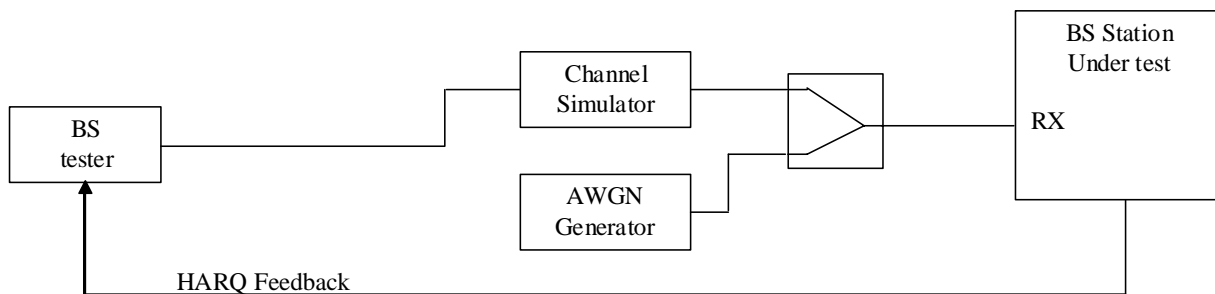 BS Station
Under test
Channel
Simulator
RX
BS
tester
AWGN
Generator
HARQ Feedback